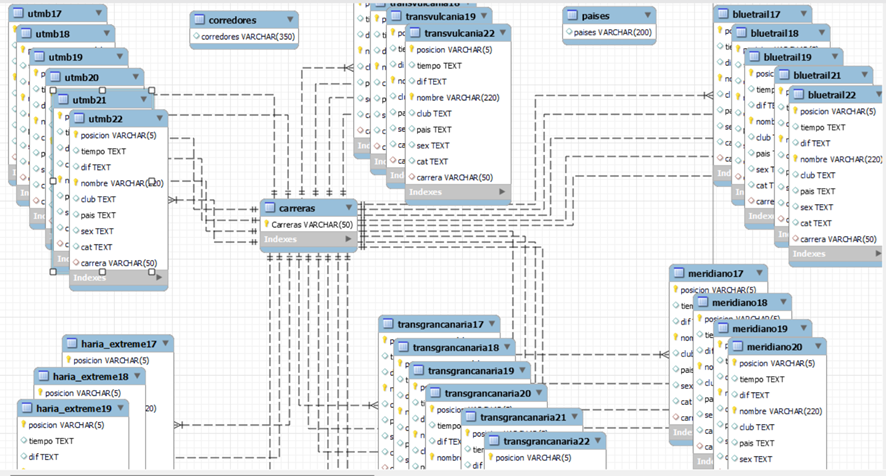 utmb17
utmb18
utmb19
utmb20
utmb21
utmb22
posicion VARCHAR(5)
tiempo TEXT
dif TEXT
nombre VARCHAR(220)
club TEXT
pais TEXT
sex TEXT
cat TEXT
carrera VARCHAR(50)
Indexes
corredores
corredores VARCHAR(350)
transvulcania19
transvulcania22
posicion VARCHAR(5)
tiempo TEXT
dif TEXT
nombre VARCHAR(220)
club TEXT
pais TEXT
sex TEXT
cat TEXT
carrera VARCHAR(50)
Indexes
paises
paises VARCHAR(200)
bluetrail17
bluetrail18
bluetrail19
bluetrail21
bluetrail22
posicion VARCHAR(5)
tiempo TEXT
dif TEXT
nombre VARCHAR(220)
club TEXT
pais TEXT
sex TEXT
cat TEXT
carrera VARCHAR(50)
Indexes
carreras
Carreras VARCHAR(50)
Indexes
haria_extreme17
posicion VARCHAR(5)
haria_extreme18
posicion VARCHAR(5)
haria_extreme19
posicion VARCHAR(5)
tiempo TEXT
dif TEXT
transgrancanaria17
transgrancanaria18
transgrancanaria19
transgrancanaria20
transgrancanaria21
transgrancanaria22
posicion VARCHAR(5)
meridiano17
posicion VARCHAR(5)
meridiano18
meridiano19
meridiano20
posicion VARCHAR(5)
tiempo TEXT
dif TEXT
nombre VARCHAR(220)
club TEXT
pais TEXT
sex TEXT